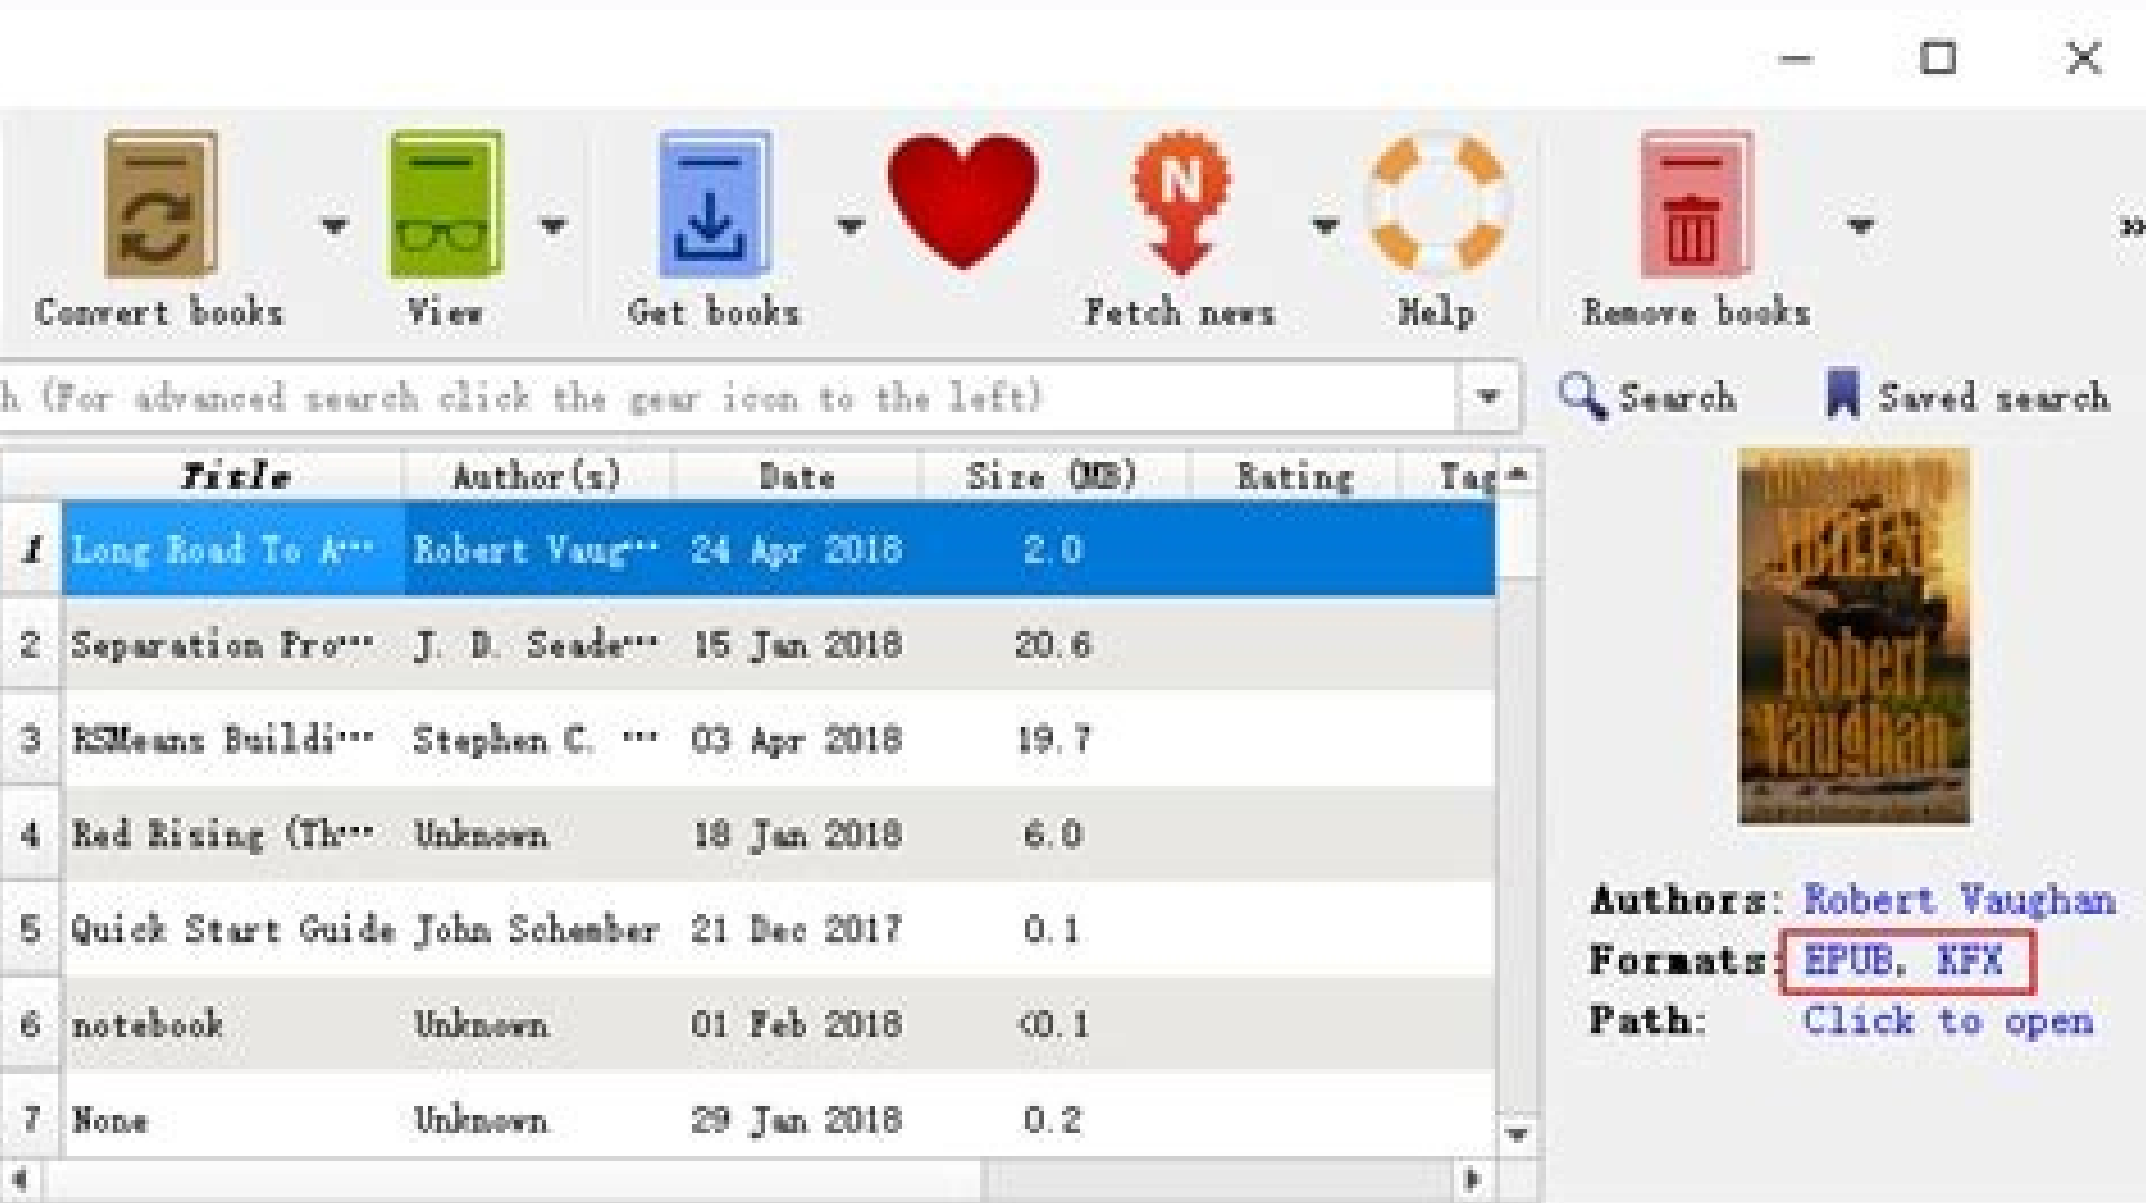 N
Convert books View Get books Fetch news Help Remove books »
h (For advanced search click the gear icon to the left) Search Saved search
Title Author(s) Date Size (MB) Rating Tag
1 Long Road To A··· Robert Vaug··· 24 Apr 2018 2.0
2 Separation Pro··· J. D. Seade··· 15 Jan 2018 20.6
3 RSMeans Buildi··· Stephen C. ··· 03 Apr 2018 19.7
4 Red Rising (Th··· Unknown 18 Jan 2018 6.0
5 Quick Start Guide John Schember 21 Dec 2017 0.1
6 notebook Unknown 01 Feb 2018 <0.1
7 None Unknown 29 Jan 2018 0.2
Robert
Vaughan
Authors: Robert Vaughan
Formats: EPUB, KFX
Path: Click to open